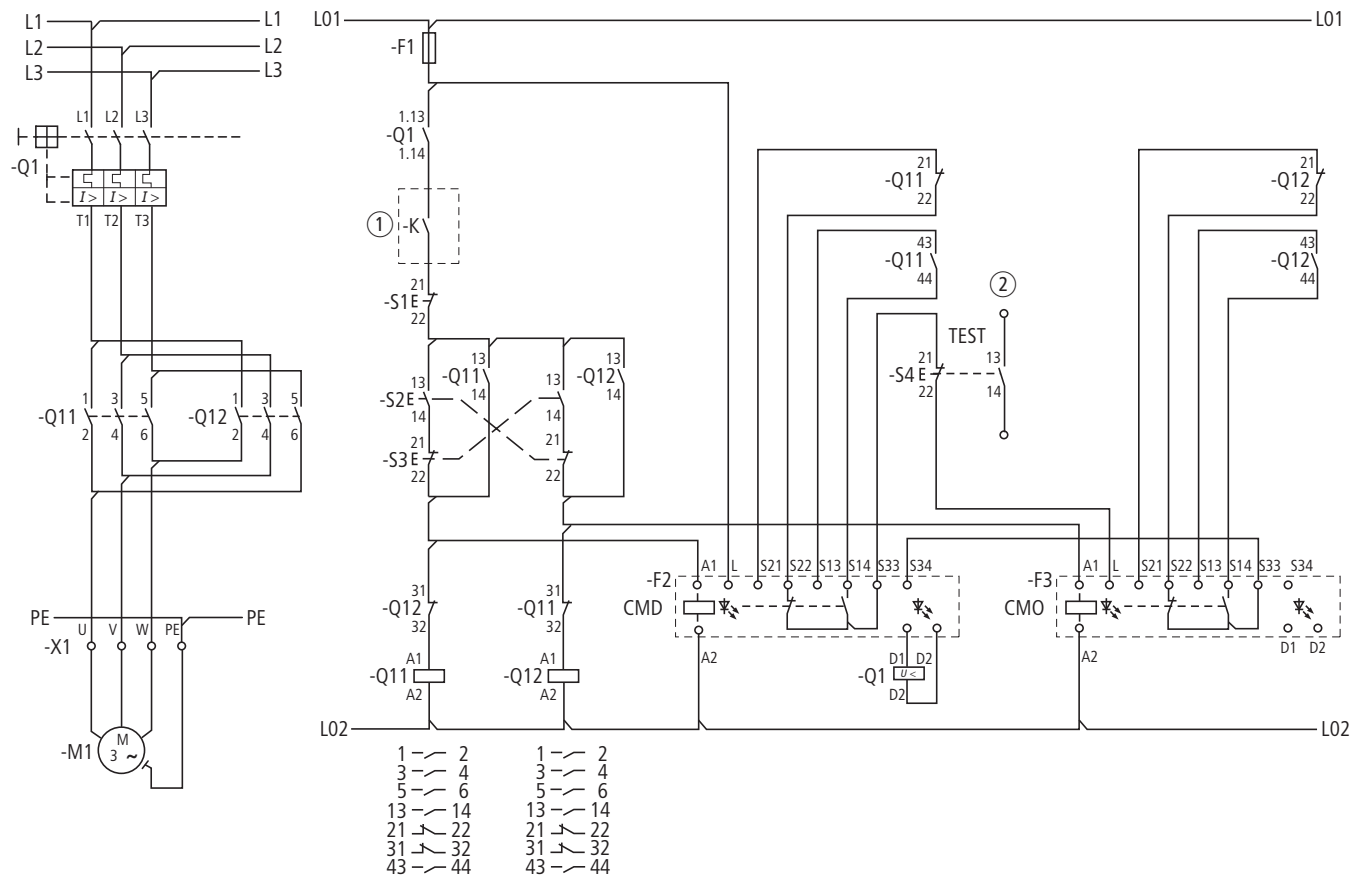 L1 L1
L2 L2
L3 L3
L1 L2 L3
-Q1
I > I > I >
T1 T2 T3
1 3 5 1 3 5
-Q11 -Q12
2 4 6 2 4 6
PE PE
U V W PE
-X1
-M1
M
3 ~
L01 L01
-F1
1.13
-Q1
1.14
1 -K
21
-S1E
22
13 13
-Q11 -Q12
14 14
13 13
-S2E
14 14
21 21
-S3E
22 22
31 31
-Q12 -Q11
32 32
A1 A1
-Q11 -Q12
A2 A2
L02 L02
21 21
-Q11 -Q12
22 22
43 43
-Q11 -Q12
44 44
2
TEST
21 13
-S4E
22 14
A1 L S21 S22 S13 S14 S33 S34
-F2
CMD
A2
D1 D2
-Q1 U <
D2
A1 L S21 S22 S13 S14 S33 S34
-F3
CMO
A2
D1 D2
1 2 1 2
3 4 3 4
5 6 5 6
13 14 13 14
21 22 21 22
31 32 31 32
43 44 43 44